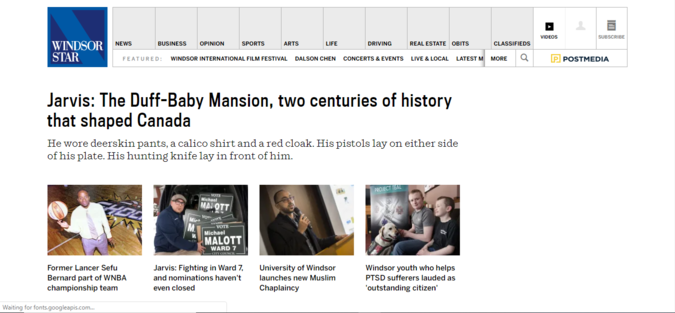 WINDSOR
STAR
NEWS BUSINESS OPINION SPORTS ARTS LIFE DRIVING REAL ESTATE OBITS CLASSIFIEDS
VIDEOS SUBSCRIBE
FEATURED: WINDSOR INTERNATIONAL FILM FESTIVAL DALSON CHEN CONCERTS & EVENTS LIVE & LOCAL LATEST M MORE
POSTMEDIA
Jarvis: The Duff-Baby Mansion, two centuries of history
that shaped Canada
He wore deerskin pants, a calico shirt and a red cloak. His pistols lay on either side
of his plate. His hunting knife lay in front of him.
VOTE
Michael
MALOTT
WARD 7
Former Lancer Sefu
Bernard part of WNBA
championship team
Jarvis: Fighting in Ward 7,
and nominations haven't
even closed
University of Windsor
launches new Muslim
Chaplaincy
Windsor youth who helps
PTSD sufferers lauded as
'outstanding citizen'
Waiting for fonts.googleapis.com...